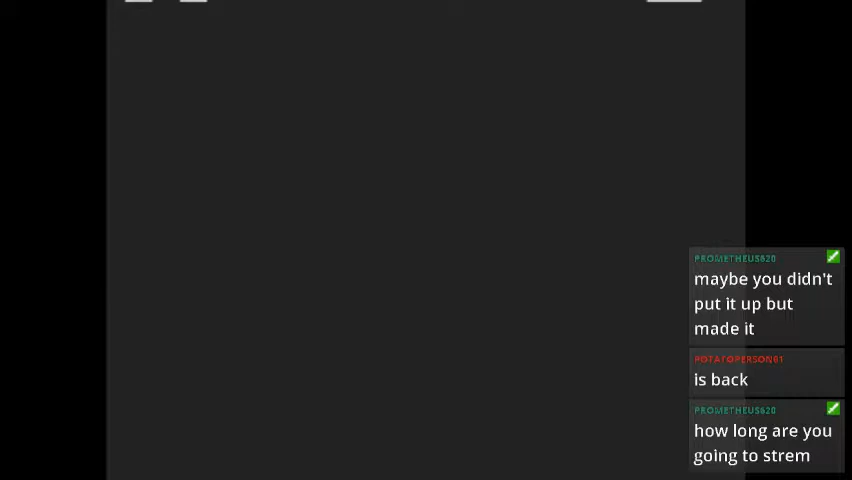 PROMETHEUS620
maybe you didn't
put it up but
made it
POTATOPERSON61
is back
PROMETHEUS620
how long are you
going to strem